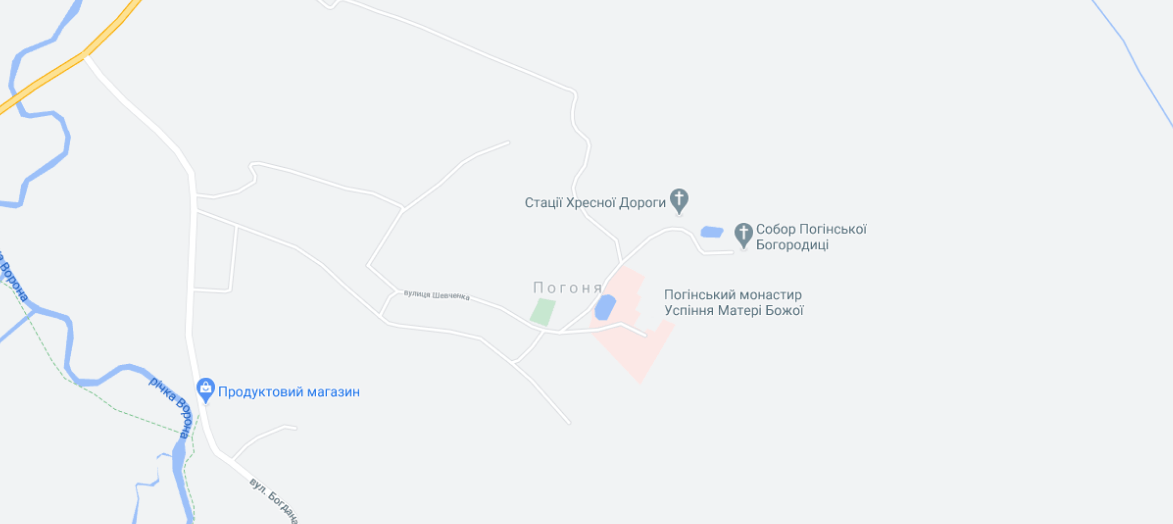 Стації Хресної Дороги
Собор Погінської
Богородиці
Погоня
вулиця Шевченка
Погінський монастир
Успіння Матері Божої
Ворона
Продуктовий магазин
річка Ворона
вул. Богдана